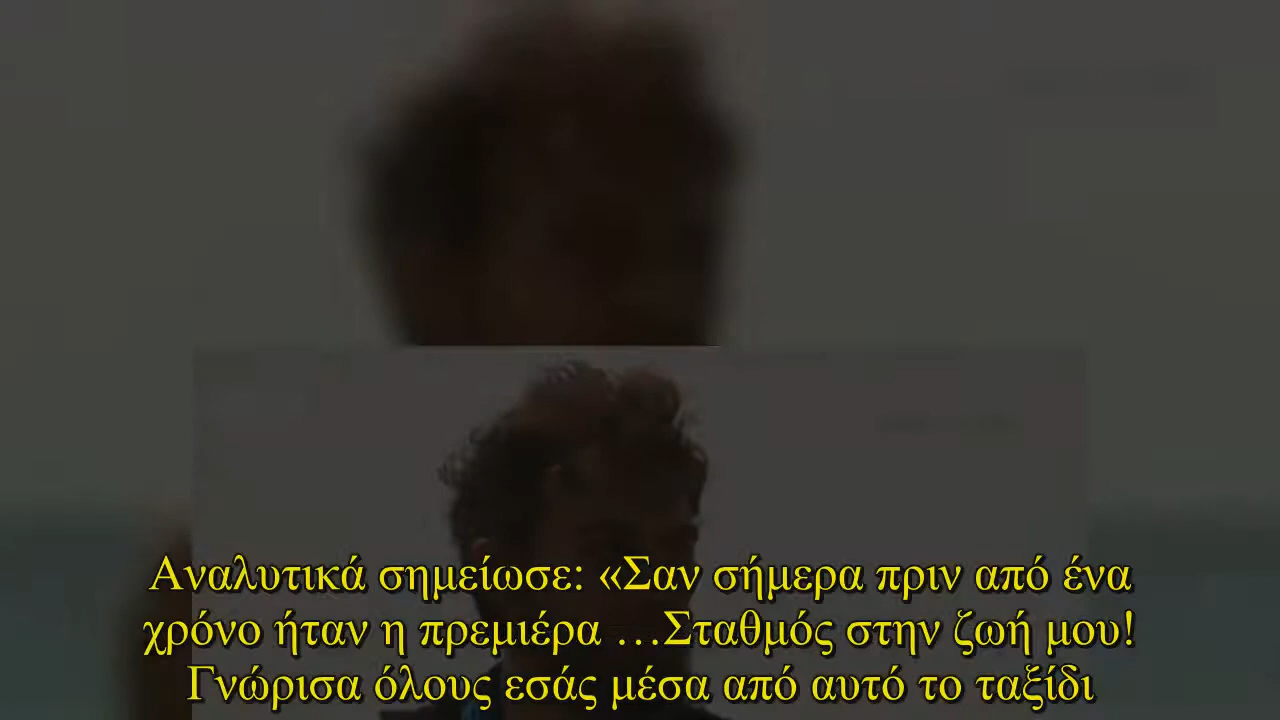 Αναλυτικά σημείωσε: «Σαν σήμερα πριν από ένα
χρόνο ήταν η πρεμιέρα …Σταθμός στην ζωή μου!
Γνώρισα όλους εσάς μέσα από αυτό το ταξίδι